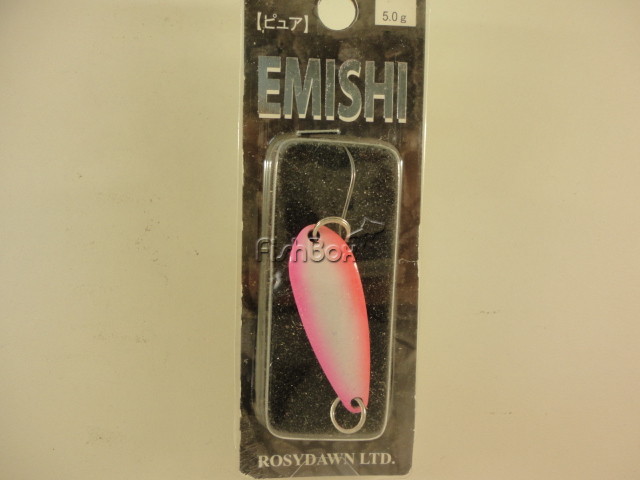 【ピュア】
5.0g
EMISHI
FishBox
ROSYDAWN LTD.